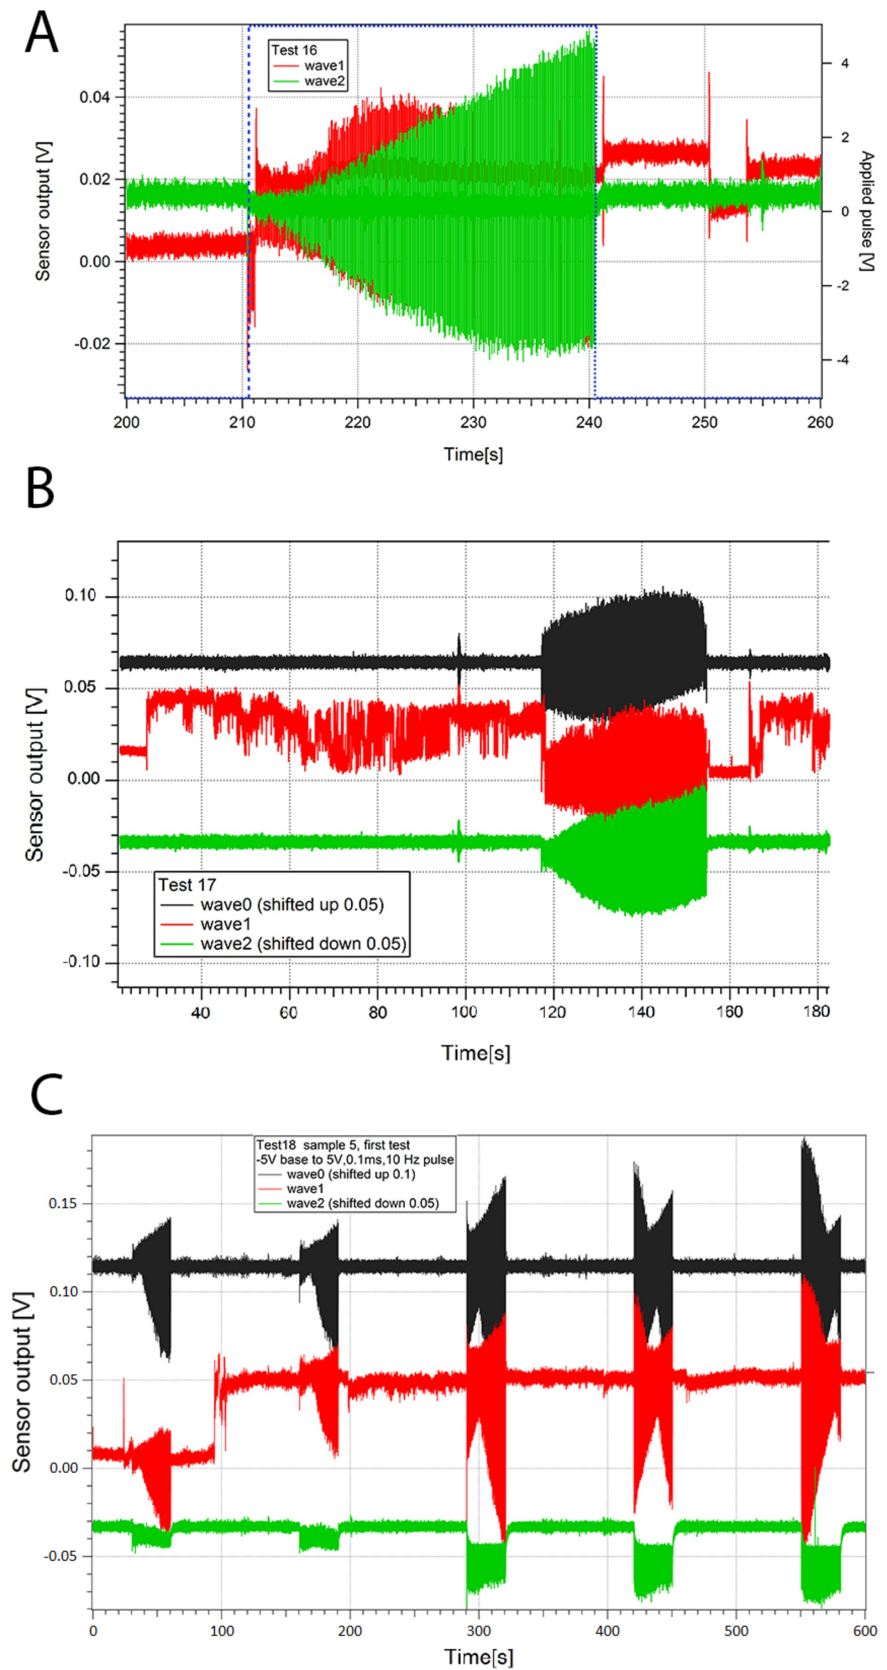 A
Test 16
wave1
wave2
0.04
0.02
0.00
-0.02
Sensor output [V]
4
2
0
-2
-4
Applied pulse [V]
200
210
220
230
240
250
260
Time[s]
B
0.10
0.05
0.00
-0.05
-0.10
Sensor output [V]
Test 17
wave0 (shifted up 0.05)
wave1
wave2 (shifted down 0.05)
40
60
80
100
120
140
160
180
Time[s]
C
Test18 sample 5, first test
-5V base to 5V,0.1ms,10 Hz pulse
wave0 (shifted up 0.1)
wave1
wave2 (shifted down 0.05)
0.15
0.10
0.05
0.00
-0.05
Sensor output [V]
0
100
200
300
400
500
600
Time[s]